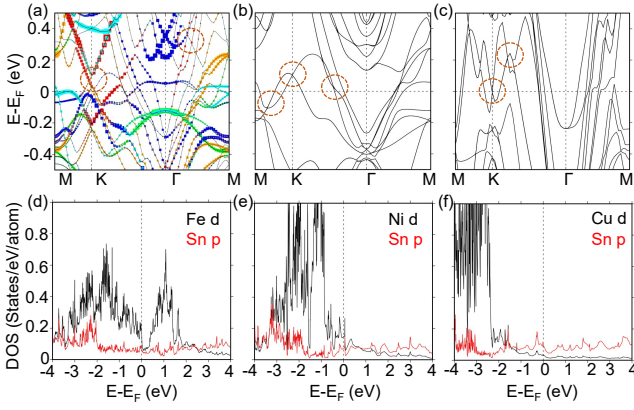 (a) (b) (c)
E-E_F (eV)
0.4
0.2
0
-0.2
-0.4
M K Γ M M K Γ M M K Γ M
(d) (e) (f)
Fe d Ni d Cu d
Sn p Sn p Sn p
DOS (States/eV/atom)
0.8
0.6
0.4
0.2
0
-4 -3 -2 -1 0 1 2 3 4 -4 -3 -2 -1 0 1 2 3 4 -4 -3 -2 -1 0 1 2 3 4
E-E_F (eV) E-E_F (eV) E-E_F (eV)